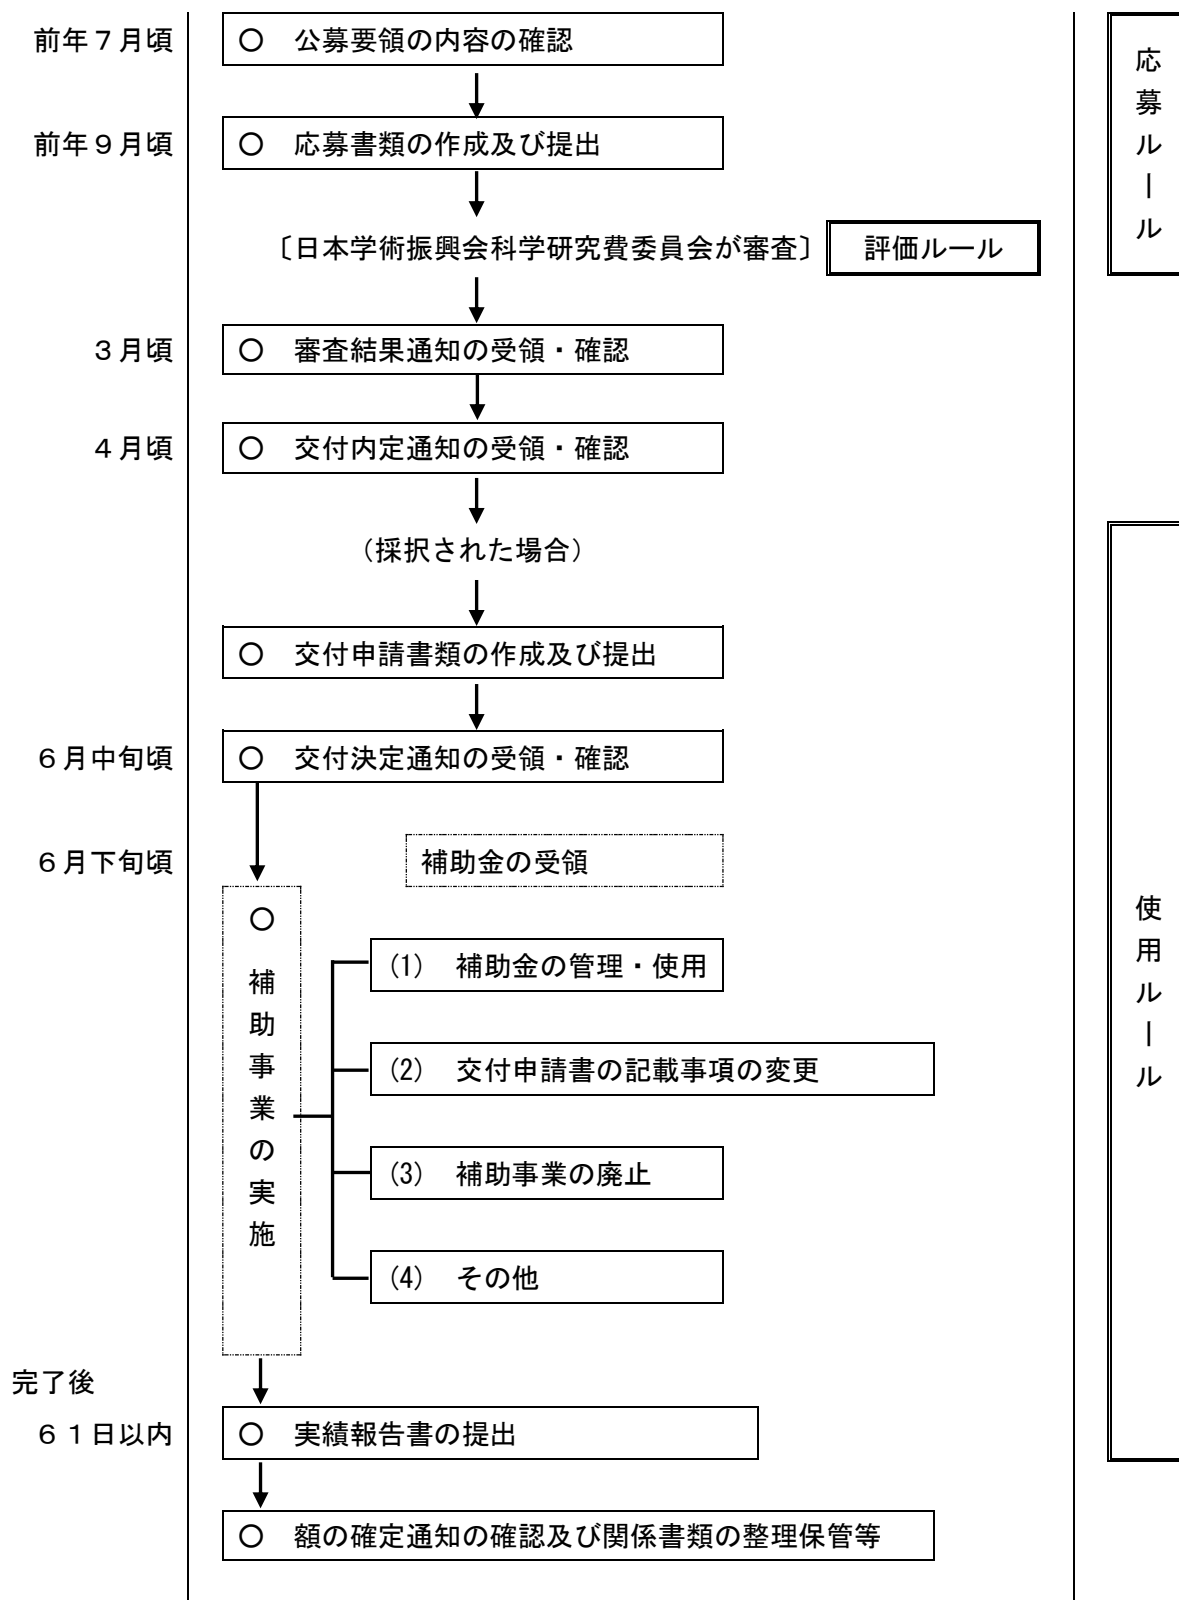 前年７月頃
○　公募要領の内容の確認
前年９月頃
○　応募書類の作成及び提出
〔日本学術振興会科学研究費委員会が審査〕
評価ルール
応募ルール
３月頃
○　審査結果通知の受領・確認
４月頃
○　交付内定通知の受領・確認
（採択された場合）
○　交付申請書類の作成及び提出
６月中旬頃
○　交付決定通知の受領・確認
６月下旬頃
補助金の受領
○　補助事業の実施
(1)　補助金の管理・使用
(2)　交付申請書の記載事項の変更
(3)　補助事業の廃止
(4)　その他
使用ルール
完了後
６１日以内
○　実績報告書の提出
○　額の確定通知の確認及び関係書類の整理保管等